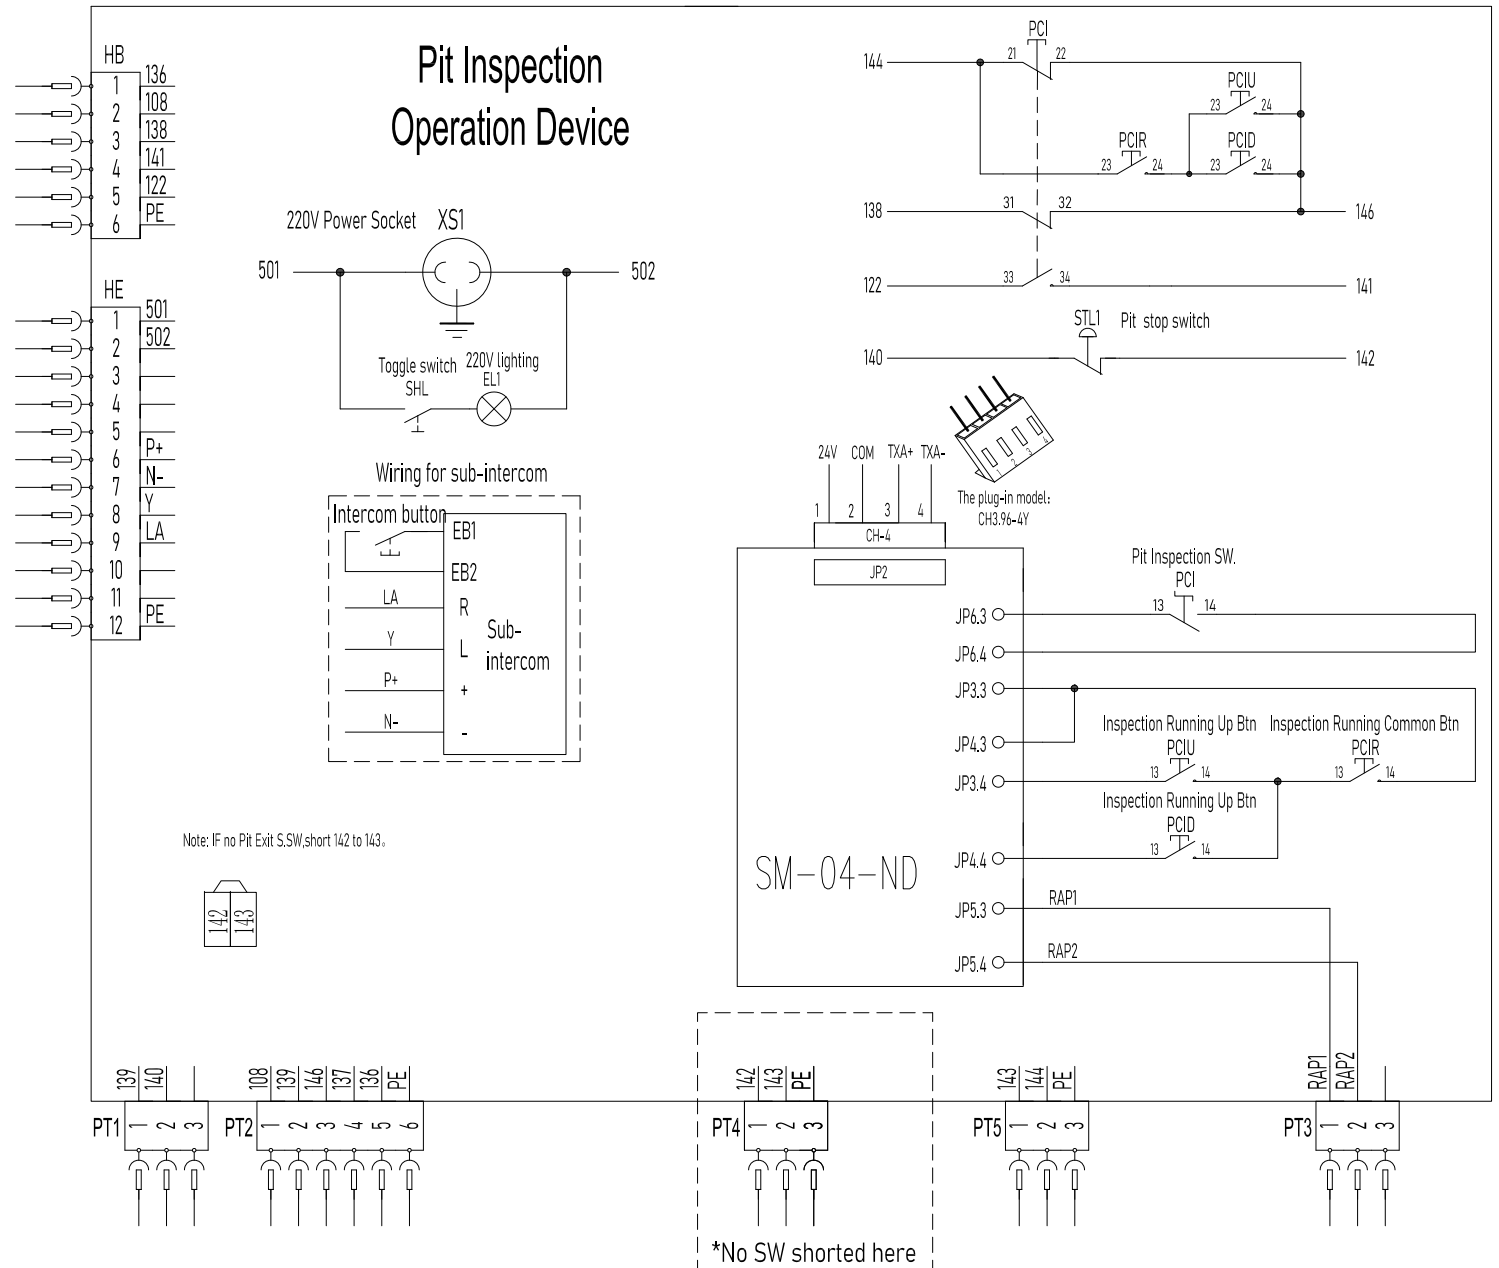 Pit Inspection
Operation Device
HB
1 136
2 108
3 138
4 141
5 122
6 PE
HE
1 501
2 502
3
4
5
6 P+
7 N-
8 Y
9 LA
10
11
12 PE
220V Power Socket XS1
501 502
Toggle switch
SHL
220V lighting
EL1
Wiring for sub-intercom
Intercom button
EB1
EB2
LA R
Y L
P+ +
N- -
Sub-
intercom
PCI
144 21 22
PCIU
23 24
PCIR PCID
23 24 23 24
138 31 32 146
122 33 34 141
STL1 Pit stop switch
140 142
24V COM TXA+ TXA-
1 2 3 4
CH-4
JP2
1 2 3 4
The plug-in model:
CH3.96-4Y
Pit Inspection SW.
PCI
JP6.3 13 14
JP6.4
JP3.3
JP4.3
Inspection Running Up Btn Inspection Running Common Btn
PCIU PCIR
JP3.4 13 14 13 14
Inspection Running Up Btn
PCID
JP4.4 13 14
JP5.3 RAP1
JP5.4 RAP2
SM-04-ND
Note: IF no Pit Exit S.SW,short 142 to 143。
142 143
139 140
PT1 1 2 3
108 139 146 137 136 PE
PT2 1 2 3 4 5 6
142 143 PE
PT4 1 2 3
143 144 PE
PT5 1 2 3
RAP1 RAP2
PT3 1 2 3
*No SW shorted here